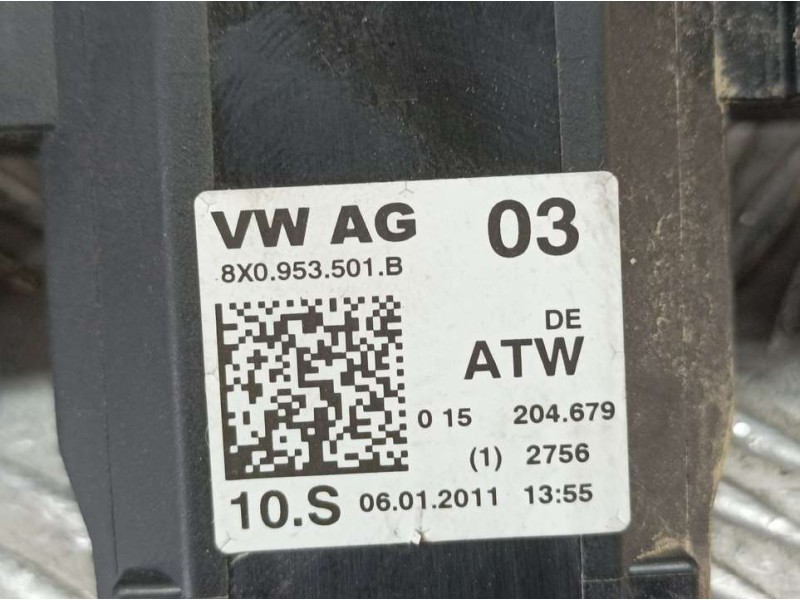 VW AG 03
8X0.953.501.B
DE
ATW
0 15 204.679
(1) 2756
10.S 06.01.2011 13:55